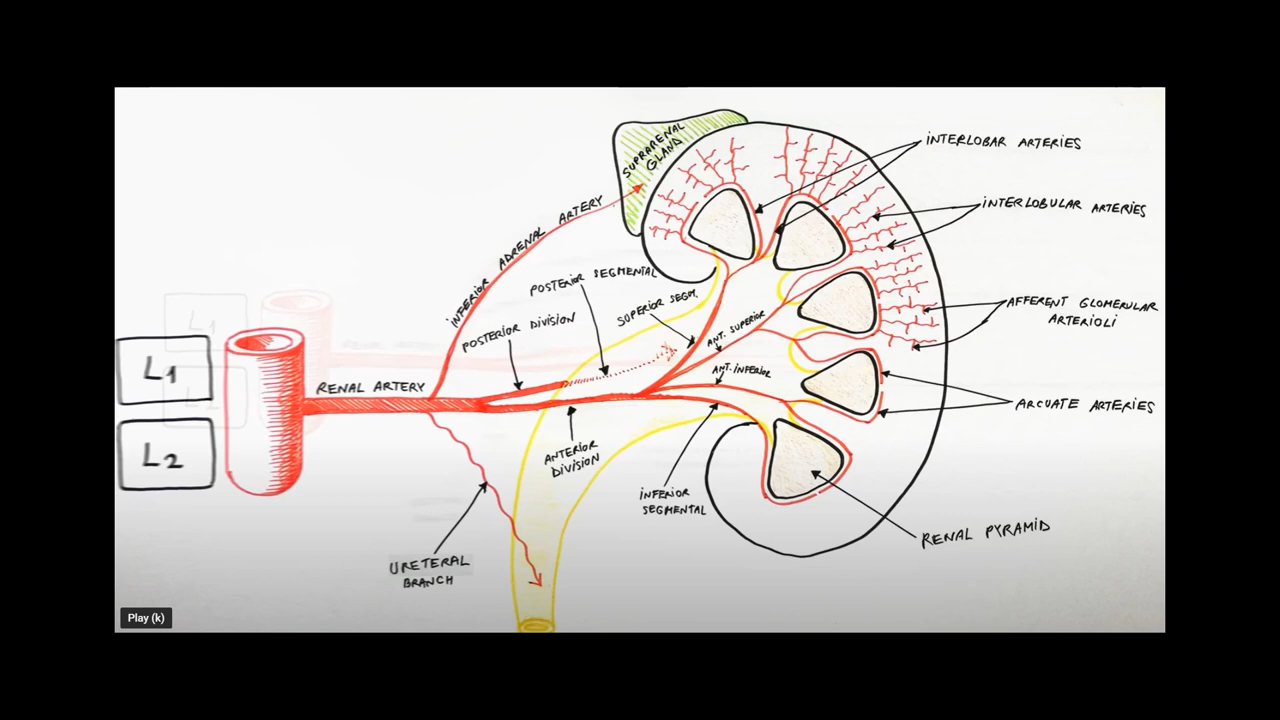 SUPRARENAL
GLAND
INTERLOBAR ARTERIES
INTERLOBULAR ARTERIES
INFERIOR ADRENAL ARTERY
POSTERIOR SEGMENTAL
SUPERIOR SEGM.
POSTERIOR DIVISION
ANT. SUPERIOR
AFFERENT GLOMERULAR
ARTERIOLI
L1
RENAL ARTERY
ANT. INFERIOR
ARCUATE ARTERIES
L2
ANTERIOR
DIVISION
INFERIOR
SEGMENTAL
RENAL PYRAMID
URETERAL
BRANCH
Play (k)